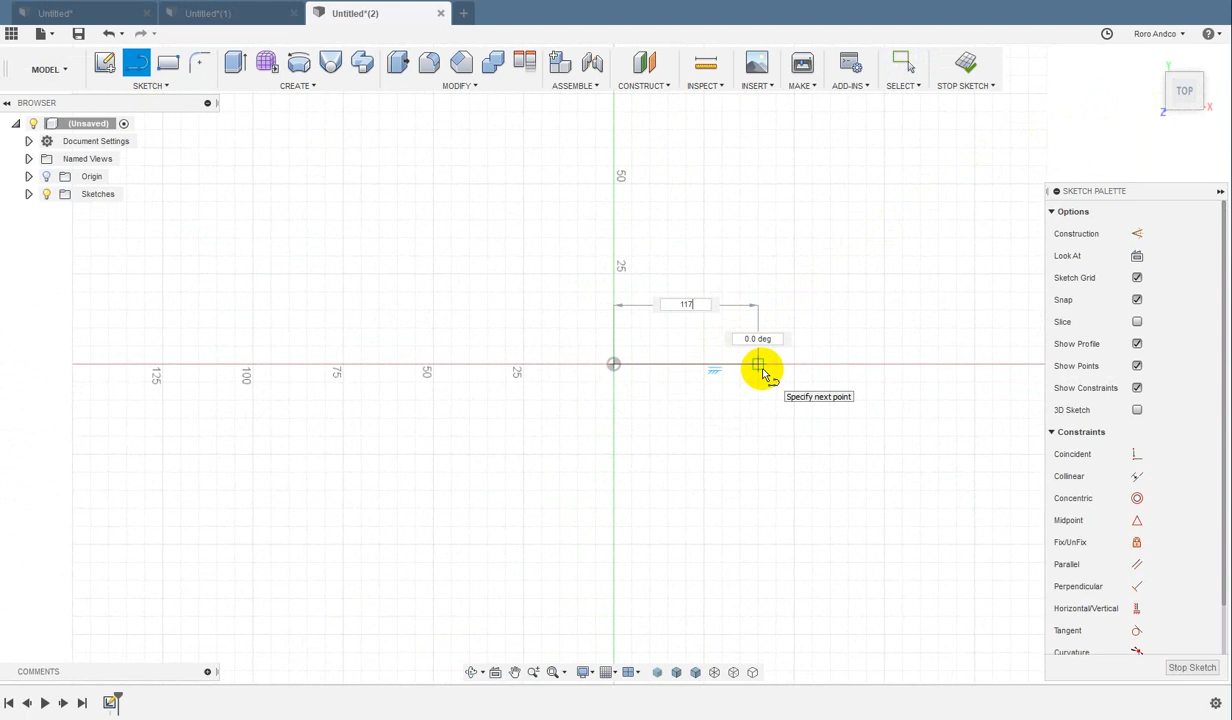 Untitled*
Untitled*(1)
Untitled*(2)
Roro Andco
MODEL
SKETCH
CREATE
MODIFY
ASSEMBLE
CONSTRUCT
INSPECT
INSERT
MAKE
ADD-INS
SELECT
STOP SKETCH
TOP
Y
X
Z
BROWSER
(Unsaved)
Document Settings
Named Views
Origin
Sketches
50
25
117
0.0 deg
125
100
75
50
25
Specify next point
SKETCH PALETTE
Options
Construction
Look At
Sketch Grid
Snap
Slice
Show Profile
Show Points
Show Constraints
3D Sketch
Constraints
Coincident
Collinear
Concentric
Midpoint
Fix/UnFix
Parallel
Perpendicular
Horizontal/Vertical
Tangent
Curvature
Stop Sketch
COMMENTS